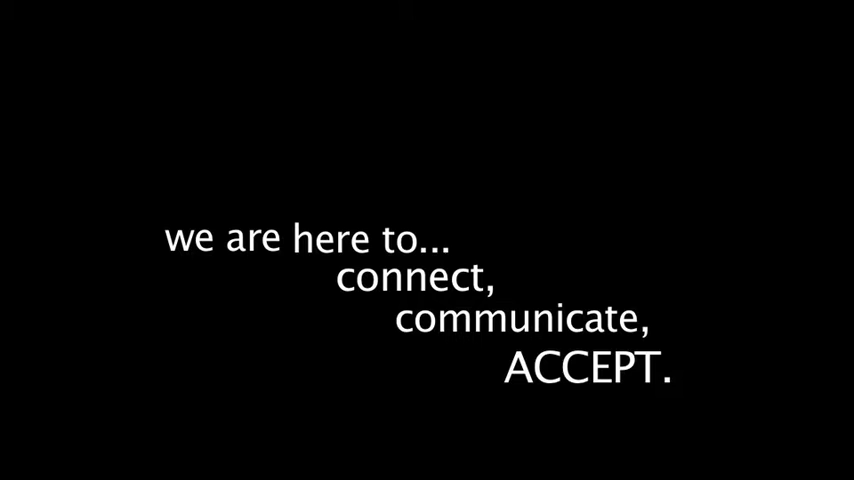 we are here to...
connect,
communicate,
ACCEPT.